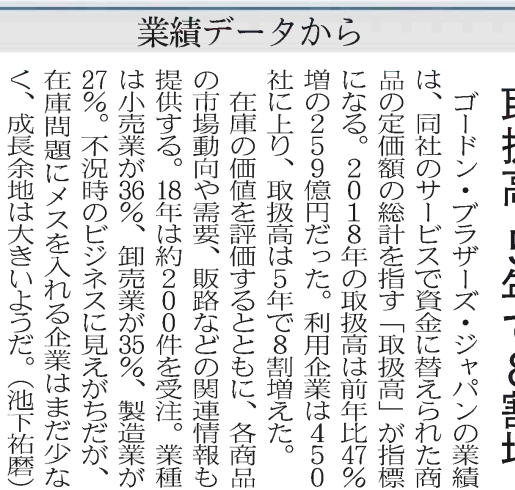 業績データから
取扱高 5年で8割増
ゴードン・ブラザーズ・ジャパンの業績
は、同社のサービスで資金に替えられた商
品の定価額の総計を指す「取扱高」が指標
になる。2018年の取扱高は前年比47%
増の259億円だった。利用企業は450
社に上り、取扱高は5年で8割増えた。
在庫の価値を評価するとともに、各商品
の市場動向や需要、販路などの関連情報も
提供する。18年は約200件を受注。業種
は小売業が36%、卸売業が35%、製造業が
27%。不況時のビジネスに見えがちだが、
在庫問題にメスを入れる企業はまだ少な
く、成長余地は大きいようだ。(池下祐磨)